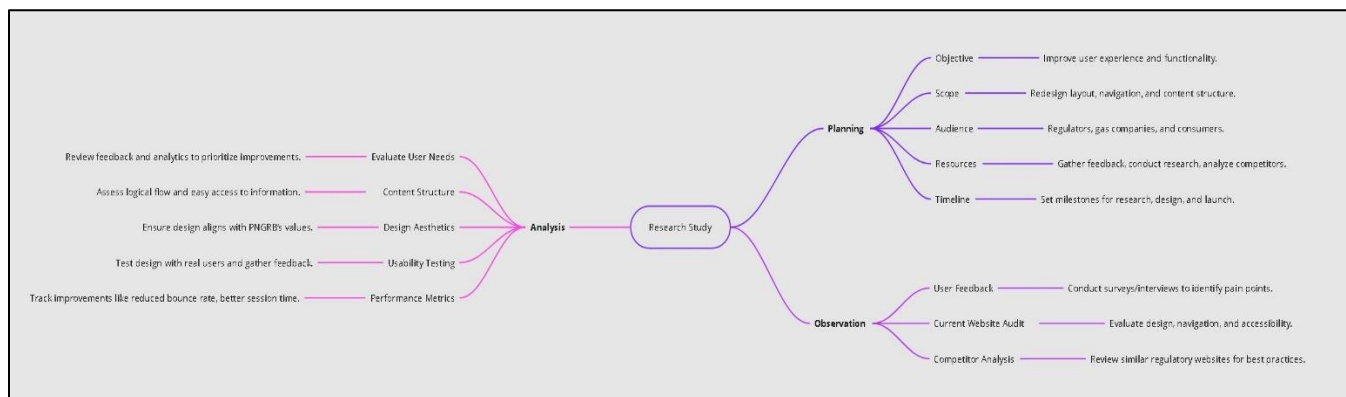 Research Study
Planning
Objective
Improve user experience and functionality.
Scope
Redesign layout, navigation, and content structure.
Audience
Regulators, gas companies, and consumers.
Resources
Gather feedback, conduct research, analyze competitors.
Timeline
Set milestones for research, design, and launch.
Observation
User Feedback
Conduct surveys/interviews to identify pain points.
Current Website Audit
Evaluate design, navigation, and accessibility.
Competitor Analysis
Review similar regulatory websites for best practices.
Analysis
Evaluate User Needs
Review feedback and analytics to prioritize improvements.
Content Structure
Assess logical flow and easy access to information.
Design Aesthetics
Ensure design aligns with PNGRB's values.
Usability Testing
Test design with real users and gather feedback.
Performance Metrics
Track improvements like reduced bounce rate, better session time.